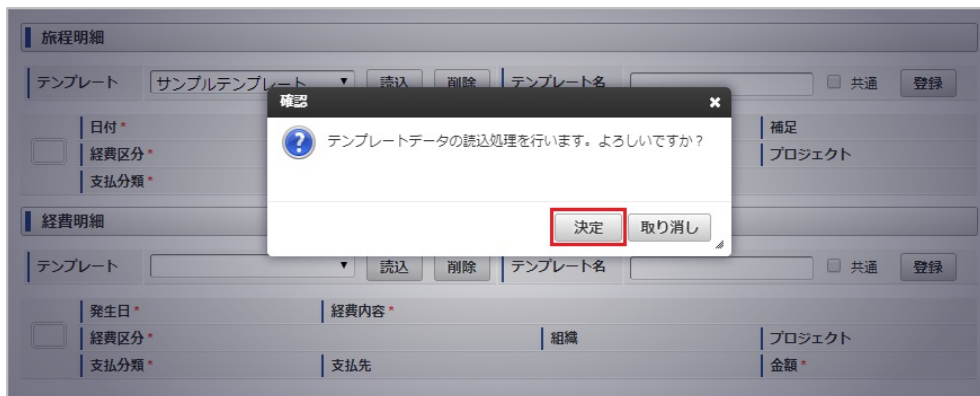 旅程明細
テンプレート サンプルテンプレート 読込 削除 テンプレート名 共通 登録
確認
テンプレートデータの読込処理を行います。よろしいですか？
決定 取り消し
日付* 補足
経費区分* プロジェクト
支払分類*
経費明細
テンプレート 読込 削除 テンプレート名 共通 登録
発生日* 経費内容*
経費区分* 組織 プロジェクト
支払分類* 支払先 金額*